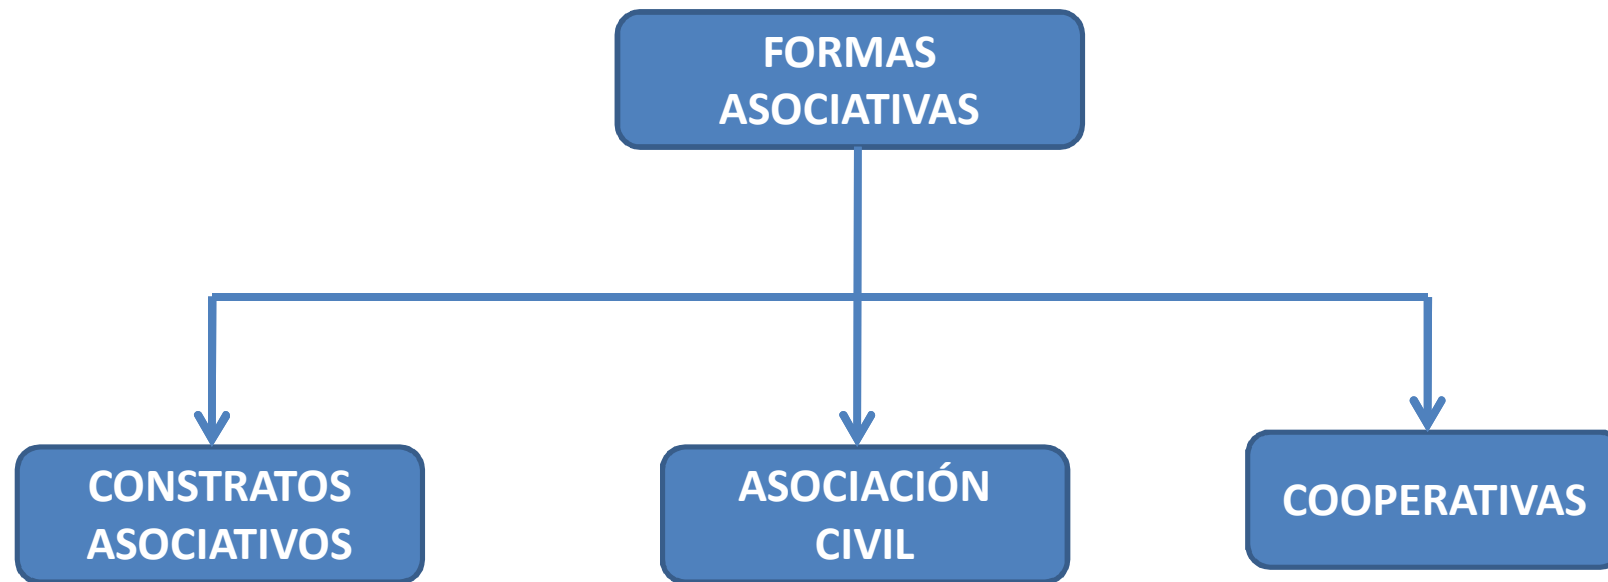 FORMAS
ASOCIATIVAS
CONSTRATOS
ASOCIATIVOS
ASOCIACIÓN
CIVIL
COOPERATIVAS